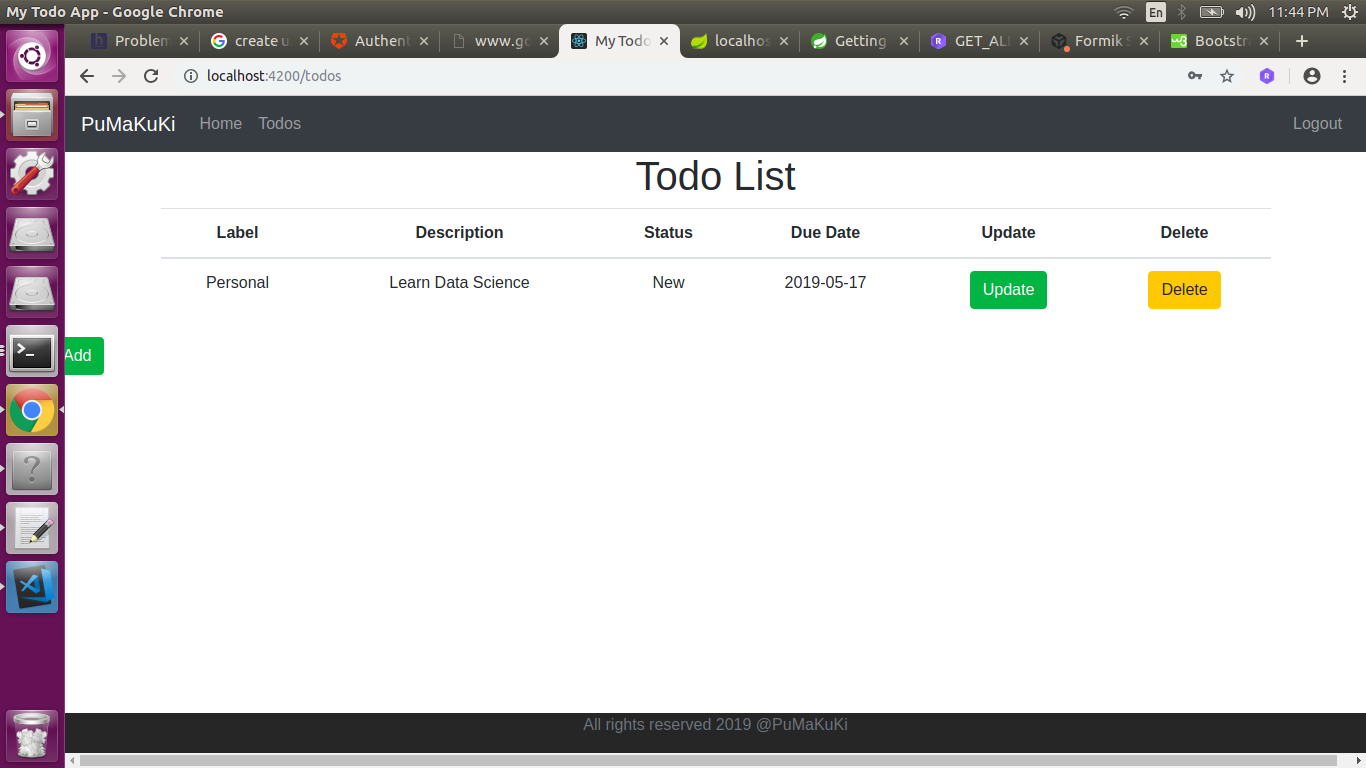 My Todo App - Google Chrome
En
11:44 PM
Problem
create u
Authent
www.go
My Todo
localhos
Getting
GET_AL
Formik S
Bootstr
localhost:4200/todos
PuMaKuKi Home Todos Logout
Todo List
Label Description Status Due Date Update Delete
Personal Learn Data Science New 2019-05-17 Update Delete
Add
All rights reserved 2019 @PuMaKuKi